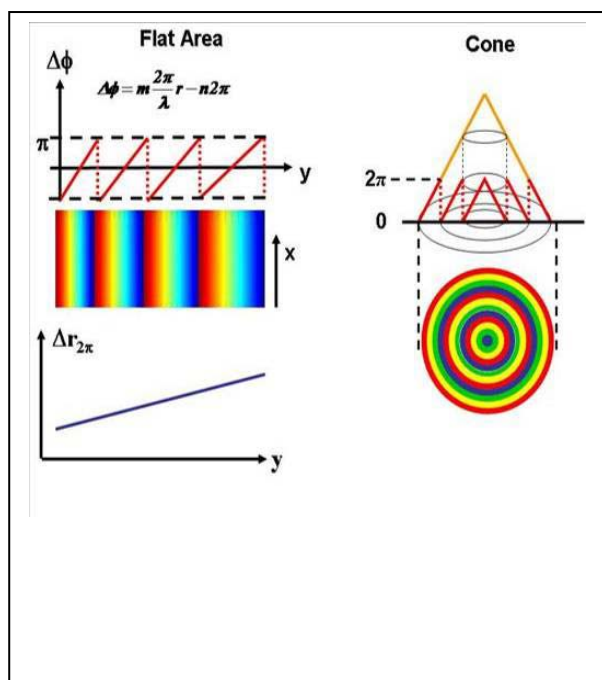 Flat Area
Δϕ
Δϕ = m 2π/λ r − n2π
π
y
x
Δr2π
y
Cone
2π
0